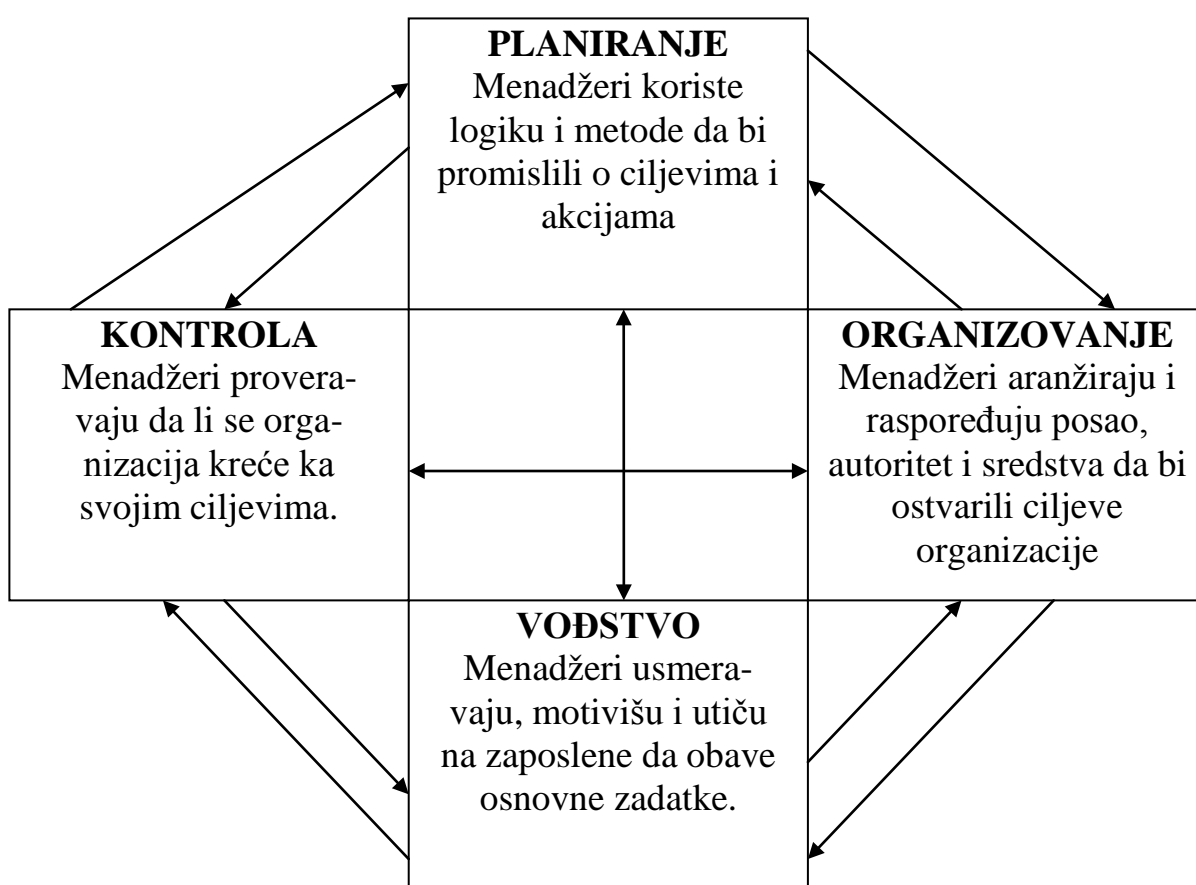 PLANIRANJE
Menadžeri koriste
logiku i metode da bi
promislili o ciljevima i
akcijama
KONTROLA
Menadžeri provera-
vaju da li se orga-
nizacija kreće ka
svojim ciljevima.
ORGANIZOVANJE
Menadžeri aranžiraju i
raspoređuju posao,
autoritet i sredstva da bi
ostvarili ciljeve
organizacije
VOĐSTVO
Menadžeri usmera-
vaju, motivišu i utiču
na zaposlene da obave
osnovne zadatke.